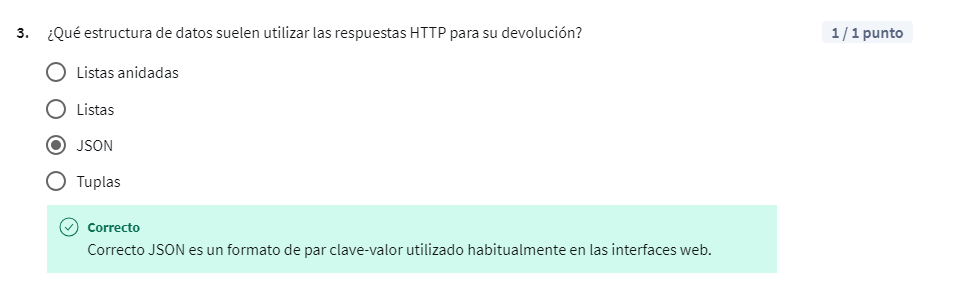 3. ¿Qué estructura de datos suelen utilizar las respuestas HTTP para su devolución? 1 / 1 punto
Listas anidadas
Listas
JSON
Tuplas
Correcto
Correcto JSON es un formato de par clave-valor utilizado habitualmente en las interfaces web.